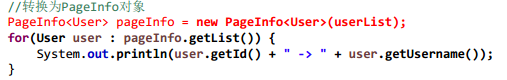 //转换为PageInfo对象
PageInfo<User> pageInfo = new PageInfo<User>(userList);
for(User user : pageInfo.getList()) {
    System.out.println(user.getId() + " -> " + user.getUsername());
}